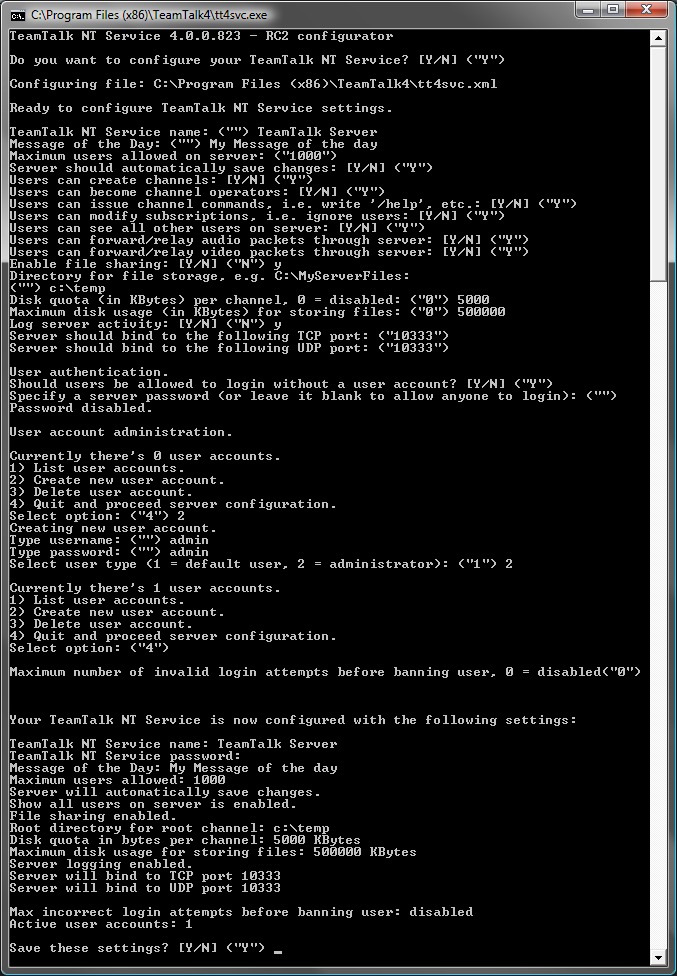 C:\Program Files (x86)\TeamTalk4\tt4svc.exe
TeamTalk NT Service 4.0.0.823 - RC2 configurator
Do you want to configure your TeamTalk NT Service? [Y/N] ("Y")
Configuring file: C:\Program Files (x86)\TeamTalk4\tt4svc.xml
Ready to configure TeamTalk NT Service settings.
TeamTalk NT Service name: ("") TeamTalk Server
Message of the Day: ("") My Message of the day
Maximum users allowed on server: ("1000")
Server should automatically save changes: [Y/N] ("Y")
Users can create channels: [Y/N] ("Y")
Users can become channel operators: [Y/N] ("Y")
Users can issue channel commands, i.e. write '/help', etc.: [Y/N] ("Y")
Users can modify subscriptions, i.e. ignore users: [Y/N] ("Y")
Users can see all other users on server: [Y/N] ("Y")
Users can forward/relay audio packets through server: [Y/N] ("Y")
Users can forward/relay video packets through server: [Y/N] ("Y")
Enable file sharing: [Y/N] ("N") y
Directory for file storage, e.g. C:\MyServerFiles:
("") c:\temp
Disk quota (in KBytes) per channel, 0 = disabled: ("0") 5000
Maximum disk usage (in KBytes) for storing files: ("0") 500000
Log server activity: [Y/N] ("N") y
Server should bind to the following TCP port: ("10333")
Server should bind to the following UDP port: ("10333")
User authentication.
Should users be allowed to login without a user account? [Y/N] ("Y")
Specify a server password (or leave it blank to allow anyone to login): ("")
Password disabled.
User account administration.
Currently there's 0 user accounts.
1) List user accounts.
2) Create new user account.
3) Delete user account.
4) Quit and proceed server configuration.
Select option: ("4") 2
Creating new user account.
Type username: ("") admin
Type password: ("") admin
Select user type (1 = default user, 2 = administrator): ("1") 2
Currently there's 1 user accounts.
1) List user accounts.
2) Create new user account.
3) Delete user account.
4) Quit and proceed server configuration.
Select option: ("4")
Maximum number of invalid login attempts before banning user, 0 = disabled("0")
Your TeamTalk NT Service is now configured with the following settings:
TeamTalk NT Service name: TeamTalk Server
TeamTalk NT Service password:
Message of the Day: My Message of the day
Maximum users allowed: 1000
Server will automatically save changes.
Show all users on server is enabled.
File sharing enabled.
Root directory for root channel: c:\temp
Disk quota in bytes per channel: 5000 KBytes
Maximum disk usage for storing files: 500000 KBytes
Server logging enabled.
Server will bind to TCP port 10333
Server will bind to UDP port 10333
Max incorrect login attempts before banning user: disabled
Active user accounts: 1
Save these settings? [Y/N] ("Y") _